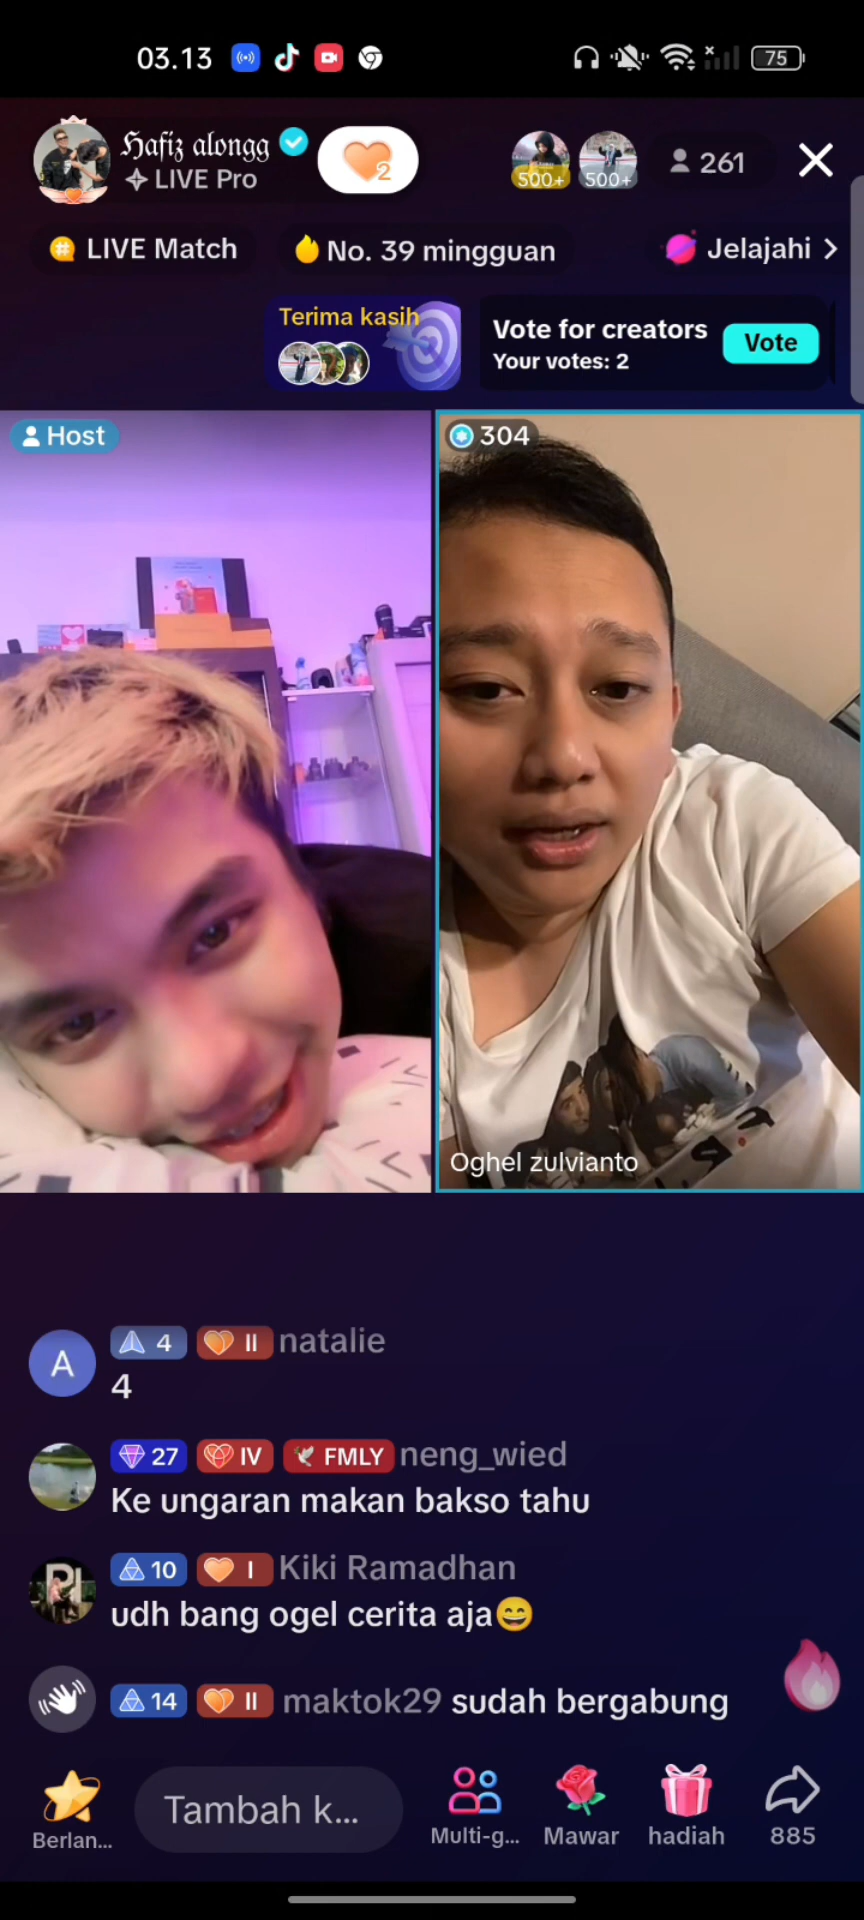 03.13
75
Hafiz alongg
LIVE Pro
2
500+
500+
261
LIVE Match
No. 39 mingguan
Jelajahi
Terima kasih
Vote for creators
Your votes: 2
Vote
Host
304
Oghel zulvianto
A
4 II natalie
4
27 IV FMLY neng_wied
Ke ungaran makan bakso tahu
10 I Kiki Ramadhan
udh bang ogel cerita aja😄
14 II maktok29 sudah bergabung
Berlan...
Tambah k...
Multi-g...
Mawar
hadiah
885